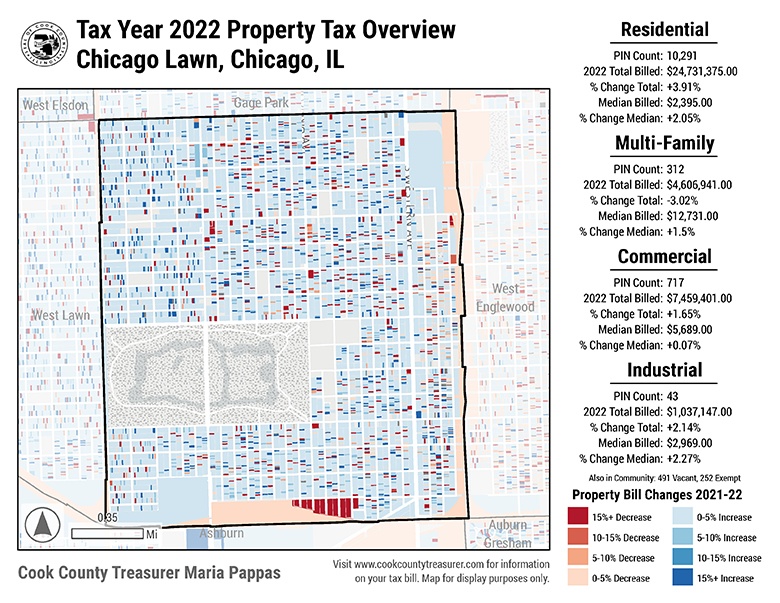 Tax Year 2022 Property Tax Overview
Chicago Lawn, Chicago, IL
West Elsdon
Gage Park
West Lawn
West
Englewood
Ashburn
Auburn
Gresham
0.35
Mi
Cook County Treasurer Maria Pappas
Visit www.cookcountytreasurer.com for information
on your tax bill. Map for display purposes only.
Residential
PIN Count: 10,291
2022 Total Billed: $24,731,375.00
% Change Total: +3.91%
Median Billed: $2,395.00
% Change Median: +2.05%
Multi-Family
PIN Count: 312
2022 Total Billed: $4,606,941.00
% Change Total: -3.02%
Median Billed: $12,731.00
% Change Median: +1.5%
Commercial
PIN Count: 717
2022 Total Billed: $7,459,401.00
% Change Total: +1.65%
Median Billed: $5,689.00
% Change Median: +0.07%
Industrial
PIN Count: 43
2022 Total Billed: $1,037,147.00
% Change Total: +2.14%
Median Billed: $2,969.00
% Change Median: +2.27%
Also in Community: 491 Vacant, 252 Exempt
Property Bill Changes 2021-22
15%+ Decrease
10-15% Decrease
5-10% Decrease
0-5% Decrease
0-5% Increase
5-10% Increase
10-15% Increase
15%+ Increase